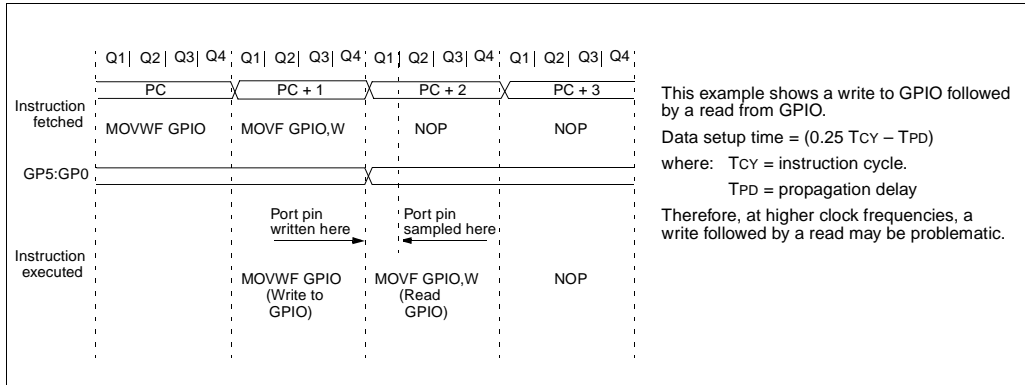 Q1| Q2| Q3| Q4 Q1| Q2| Q3| Q4 Q1| Q2| Q3| Q4 Q1| Q2| Q3| Q4
PC PC + 1 PC + 2 PC + 3
Instruction
fetched
MOVWF GPIO MOVF GPIO,W NOP NOP
GP5:GP0
Port pin
written here
Port pin
sampled here
Instruction
executed
MOVWF GPIO
(Write to
GPIO)
MOVF GPIO,W
(Read
GPIO)
NOP
This example shows a write to GPIO followed
by a read from GPIO.
Data setup time = (0.25 TCY – TPD)
where: TCY = instruction cycle.
TPD = propagation delay
Therefore, at higher clock frequencies, a
write followed by a read may be problematic.